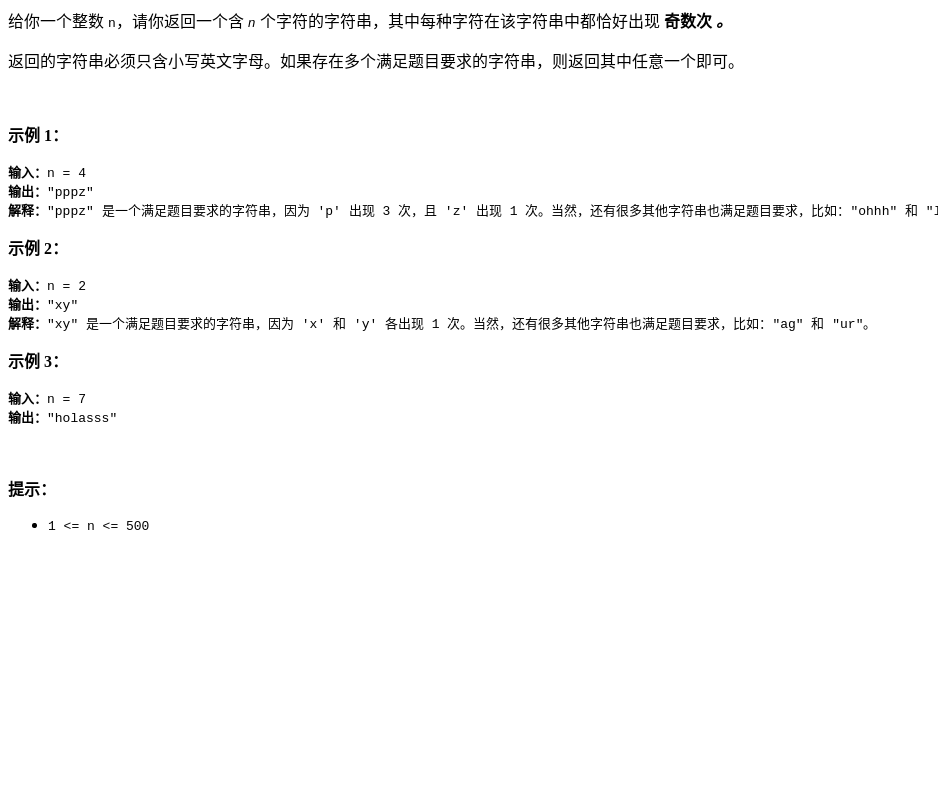 给你一个整数 n，请你返回一个含 n 个字符的字符串，其中每种字符在该字符串中都恰好出现 奇数次 。
返回的字符串必须只含小写英文字母。如果存在多个满足题目要求的字符串，则返回其中任意一个即可。
示例 1：
输入：n = 4
输出："pppz"
解释："pppz" 是一个满足题目要求的字符串，因为 'p' 出现 3 次，且 'z' 出现 1 次。当然，还有很多其他字符串也满足题目要求，比如："ohhh" 和 "
示例 2：
输入：n = 2
输出："xy"
解释："xy" 是一个满足题目要求的字符串，因为 'x' 和 'y' 各出现 1 次。当然，还有很多其他字符串也满足题目要求，比如："ag" 和 "ur"。
示例 3：
输入：n = 7
输出："holasss"
提示：
1 <= n <= 500